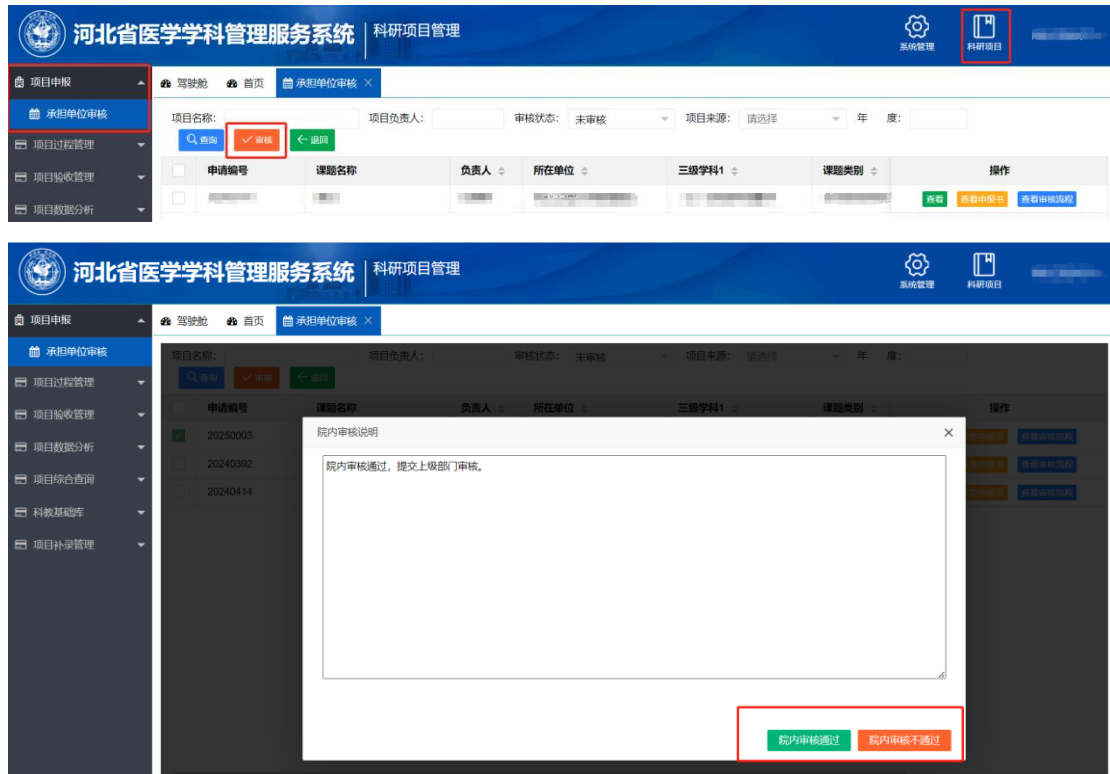 河北省医学学科管理服务系统 科研项目管理 系统管理 科研项目
项目申报 驾驶舱 首页 承担单位审核
承担单位审核 项目名称: 项目负责人: 审核状态: 未审核 项目来源: 请选择 年 度:
项目过程管理 查询 审核 退回
项目验收管理 申请编号 课题名称 负责人 所在单位 三级学科1 课题类别 操作
项目数据分析 查看 查看申报书 查看审核流程
河北省医学学科管理服务系统 科研项目管理 系统管理 科研项目
项目申报 驾驶舱 首页 承担单位审核
承担单位审核 项目名称: 项目负责人: 审核状态: 未审核 项目来源: 请选择 年 度:
项目过程管理 查询 审核 退回
项目验收管理 申请编号 课题名称 负责人 所在单位 三级学科1 课题类别 操作
20250003 院内审核说明 查看审核流程
项目数据分析 20240392 院内审核通过，提交上级部门审核。 查看审核流程
项目综合查询 20240414 查看审核流程
科教基础库
项目补录管理
院内审核通过 院内审核不通过